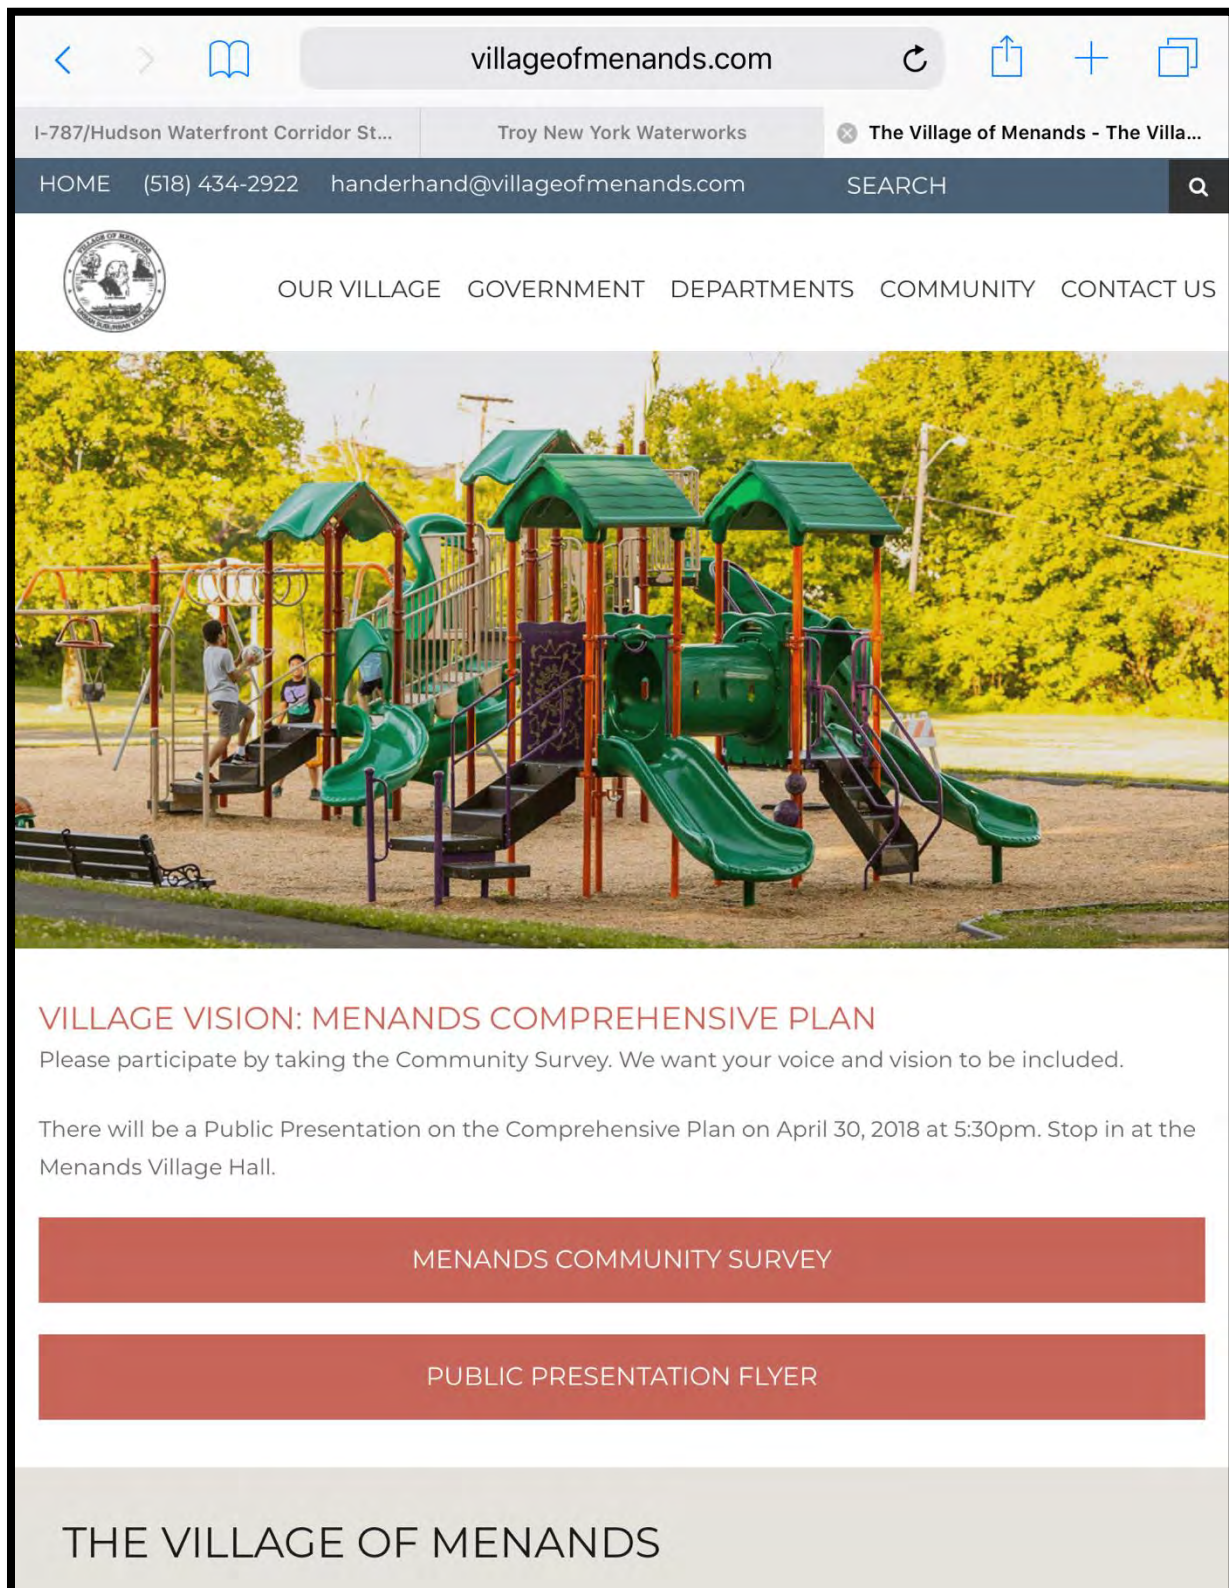 villageofmenands.com
I-787/Hudson Waterfront Corridor St...
Troy New York Waterworks
The Village of Menands - The Villa...
HOME (518) 434-2922 handerhand@villageofmenands.com SEARCH
VILLAGE OF MENANDS
OUR VILLAGE GOVERNMENT DEPARTMENTS COMMUNITY CONTACT US
VILLAGE VISION: MENANDS COMPREHENSIVE PLAN
Please participate by taking the Community Survey. We want your voice and vision to be included.
There will be a Public Presentation on the Comprehensive Plan on April 30, 2018 at 5:30pm. Stop in at the
Menands Village Hall.
MENANDS COMMUNITY SURVEY
PUBLIC PRESENTATION FLYER
THE VILLAGE OF MENANDS